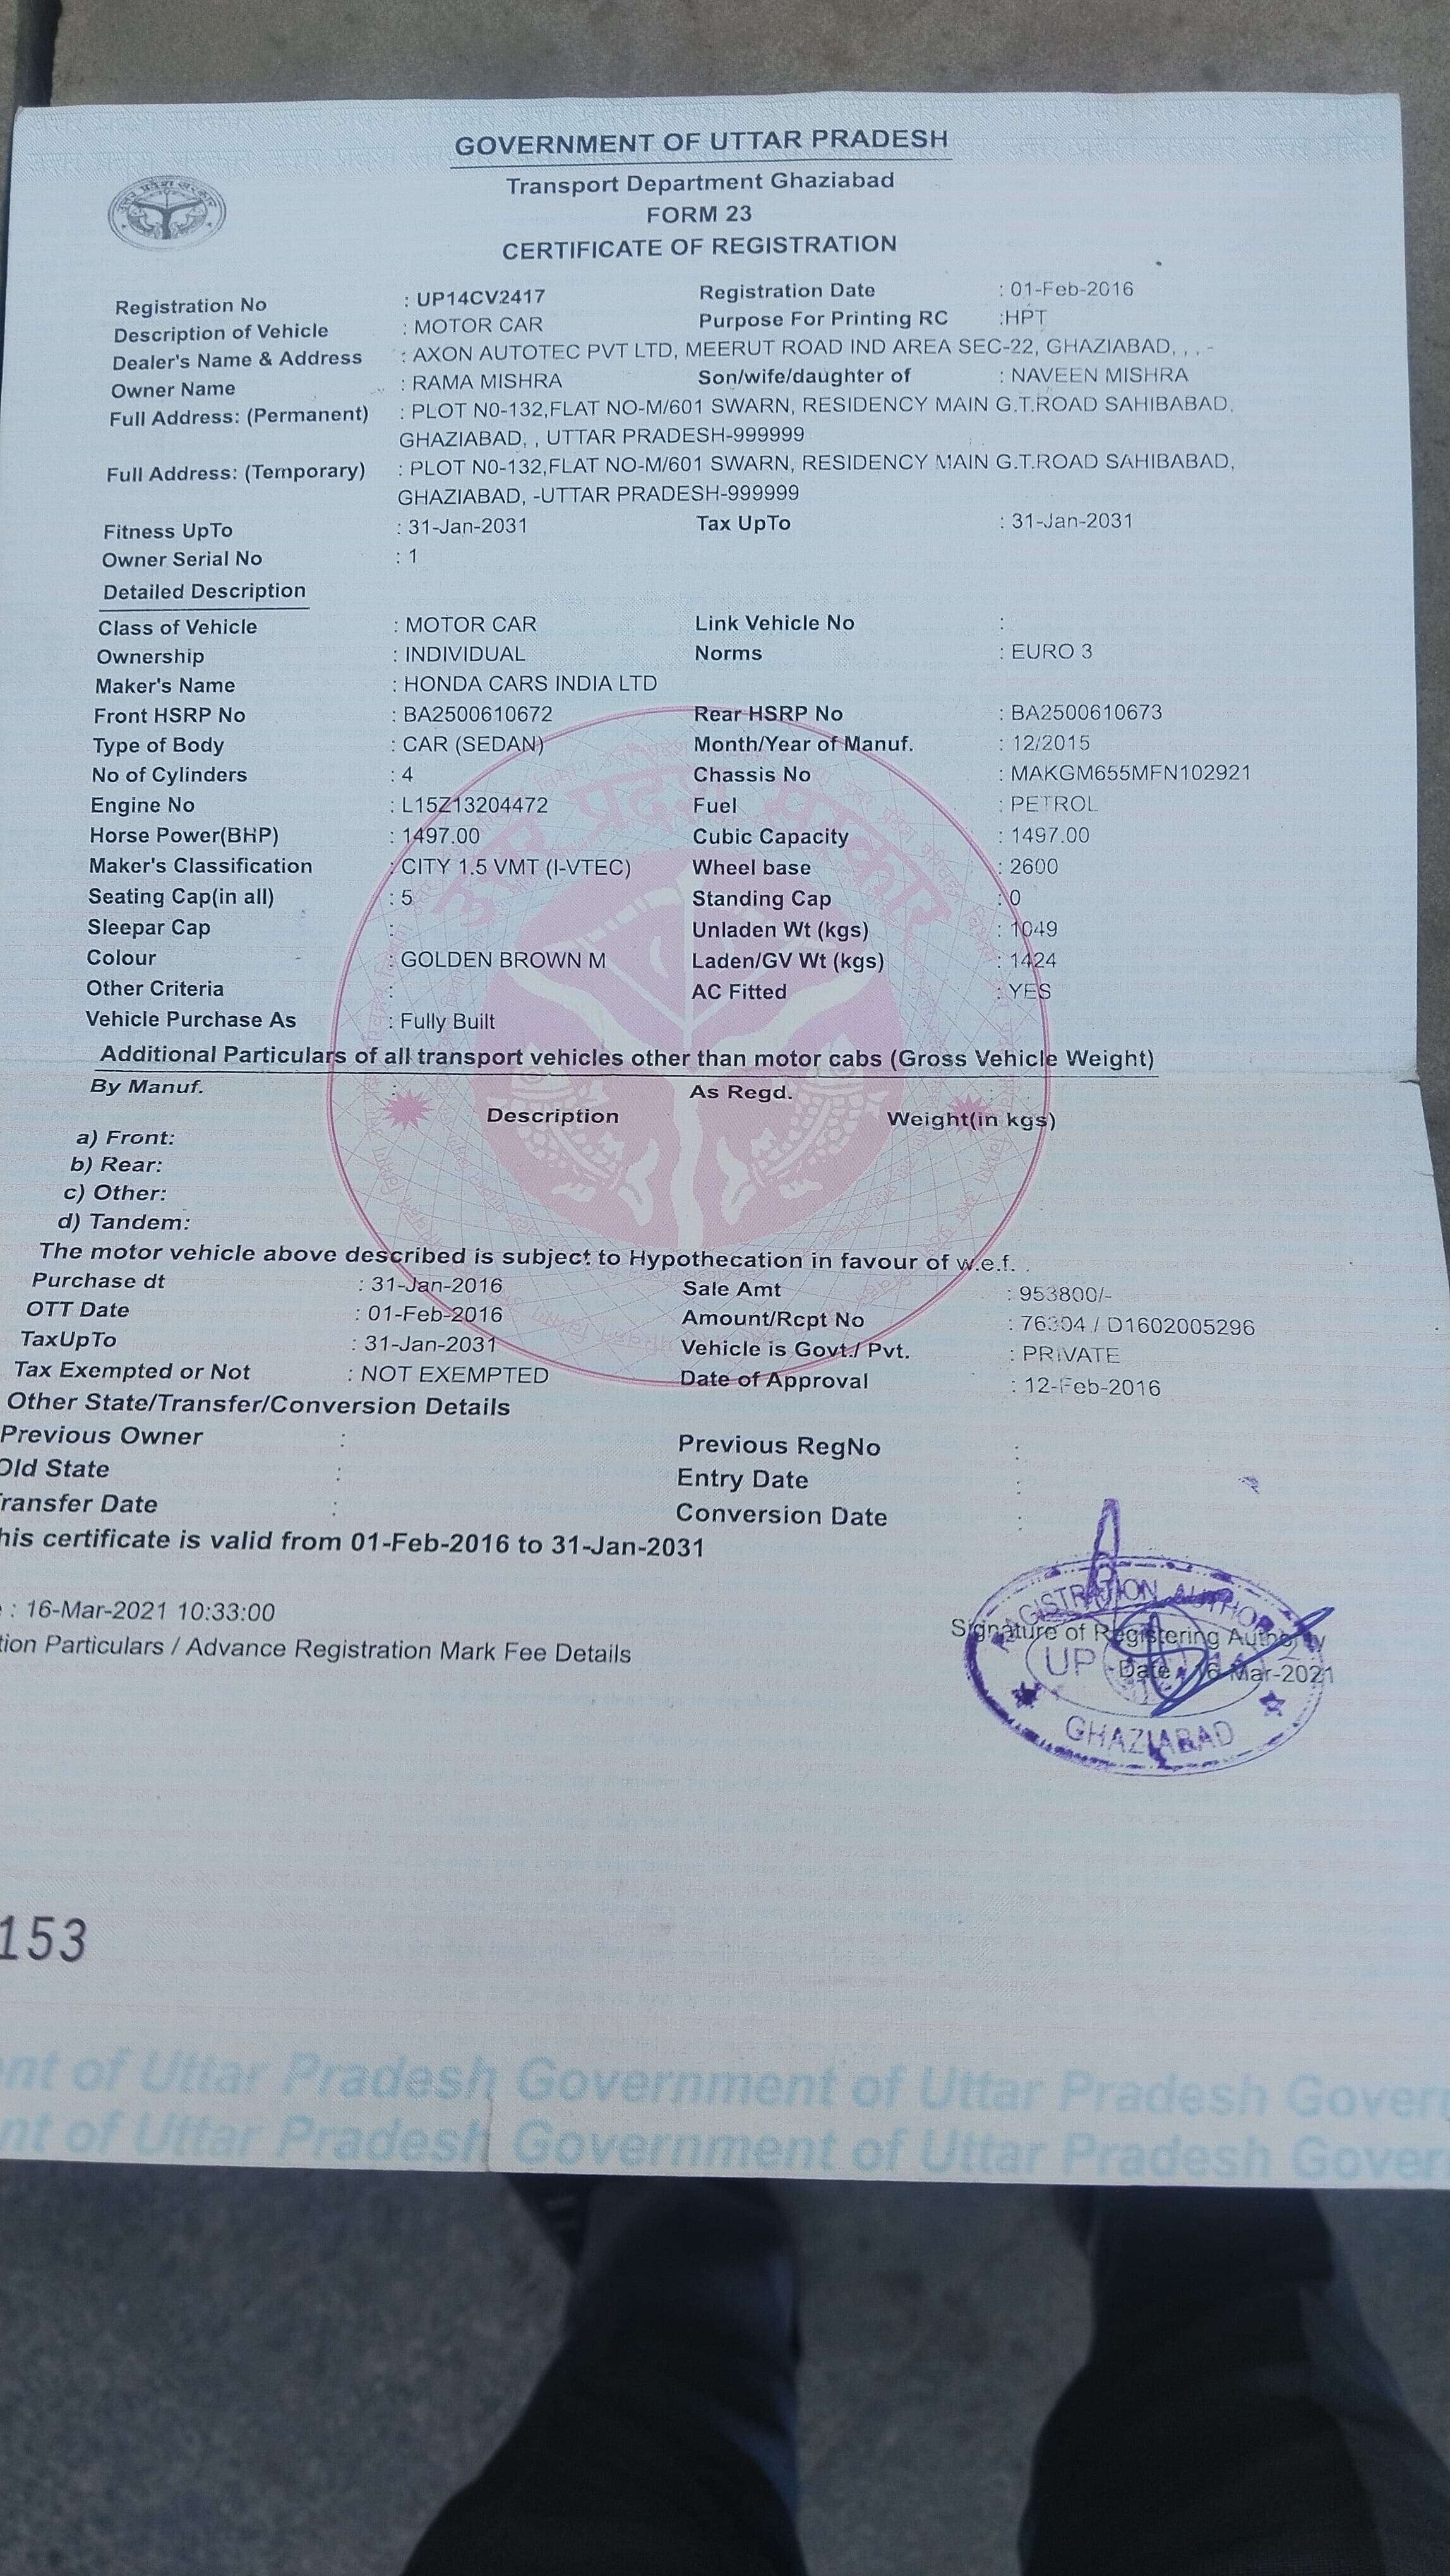 GOVERNMENT OF UTTAR PRADESH
Transport Department Ghaziabad
FORM 23
CERTIFICATE OF REGISTRATION
Registration No : UP14CV2417 Registration Date : 01-Feb-2016
Description of Vehicle : MOTOR CAR Purpose For Printing RC :HPT
Dealer's Name & Address : AXON AUTOTEC PVT LTD, MEERUT ROAD IND AREA SEC-22, GHAZIABAD, , , -
Owner Name : RAMA MISHRA Son/wife/daughter of : NAVEEN MISHRA
Full Address: (Permanent) : PLOT N0-132,FLAT NO-M/601 SWARN, RESIDENCY MAIN G.T.ROAD SAHIBABAD,
GHAZIABAD, , UTTAR PRADESH-999999
Full Address: (Temporary) : PLOT N0-132,FLAT NO-M/601 SWARN, RESIDENCY MAIN G.T.ROAD SAHIBABAD,
GHAZIABAD, -UTTAR PRADESH-999999
Fitness UpTo : 31-Jan-2031 Tax UpTo : 31-Jan-2031
Owner Serial No : 1
Detailed Description
Class of Vehicle : MOTOR CAR Link Vehicle No :
Ownership : INDIVIDUAL Norms : EURO 3
Maker's Name : HONDA CARS INDIA LTD
Front HSRP No : BA2500610672 Rear HSRP No : BA2500610673
Type of Body : CAR (SEDAN) Month/Year of Manuf. : 12/2015
No of Cylinders : 4 Chassis No : MAKGM655MFN102921
Engine No : L15Z13204472 Fuel : PETROL
Horse Power(BHP) : 1497.00 Cubic Capacity : 1497.00
Maker's Classification : CITY 1.5 VMT (I-VTEC) Wheel base : 2600
Seating Cap(in all) : 5 Standing Cap : 0
Sleepar Cap : Unladen Wt (kgs) : 1049
Colour : GOLDEN BROWN M Laden/GV Wt (kgs) : 1424
Other Criteria : AC Fitted : YES
Vehicle Purchase As : Fully Built
Additional Particulars of all transport vehicles other than motor cabs (Gross Vehicle Weight)
By Manuf. : As Regd. :
Description Weight(in kgs)
a) Front:
b) Rear:
c) Other:
d) Tandem:
The motor vehicle above described is subject to Hypothecation in favour of w.e.f. .
Purchase dt : 31-Jan-2016 Sale Amt : 953800/-
OTT Date : 01-Feb-2016 Amount/Rcpt No : 76304 / D1602005296
TaxUpTo : 31-Jan-2031 Vehicle is Govt./ Pvt. : PRIVATE
Tax Exempted or Not : NOT EXEMPTED Date of Approval : 12-Feb-2016
Other State/Transfer/Conversion Details
Previous Owner : Previous RegNo :
Old State : Entry Date :
ransfer Date : Conversion Date :
his certificate is valid from 01-Feb-2016 to 31-Jan-2031
: 16-Mar-2021 10:33:00
tion Particulars / Advance Registration Mark Fee Details
Signature of Registering Authority
Date : 16-Mar-2021
REGISTRATION AUTHORITY
UP
GHAZIABAD
153
nt of Uttar Pradesh Government of Uttar Pradesh Govern
nt of Uttar Pradesh Government of Uttar Pradesh Gover